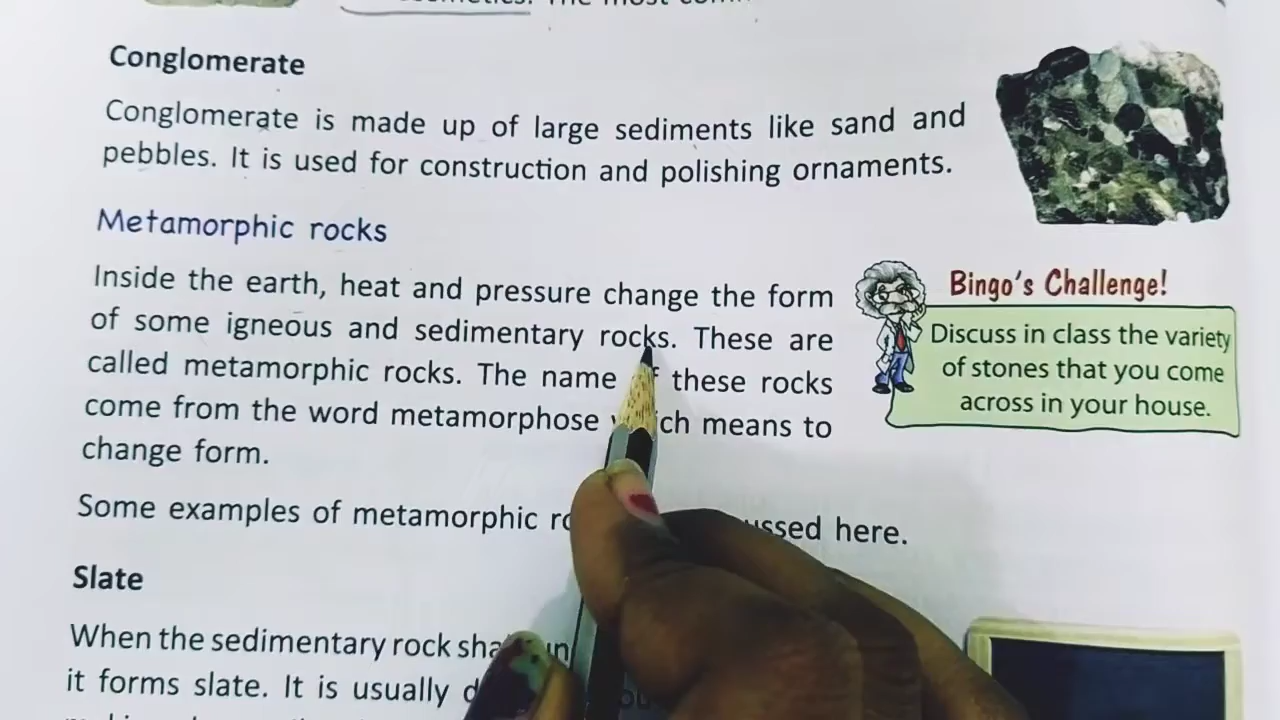 The most
Conglomerate
Conglomerate is made up of large sediments like sand and
pebbles. It is used for construction and polishing ornaments.
Metamorphic rocks
Inside the earth, heat and pressure change the form
of some igneous and sedimentary rocks. These are
called metamorphic rocks. The name these rocks
come from the word metamorphose which means to
change form.
Some examples of metamorphic here.
Slate
When the sedimentary rock
it forms slate. It is usually
Bingo's Challenge!
Discuss in class the variety
of stones that you come
across in your house.